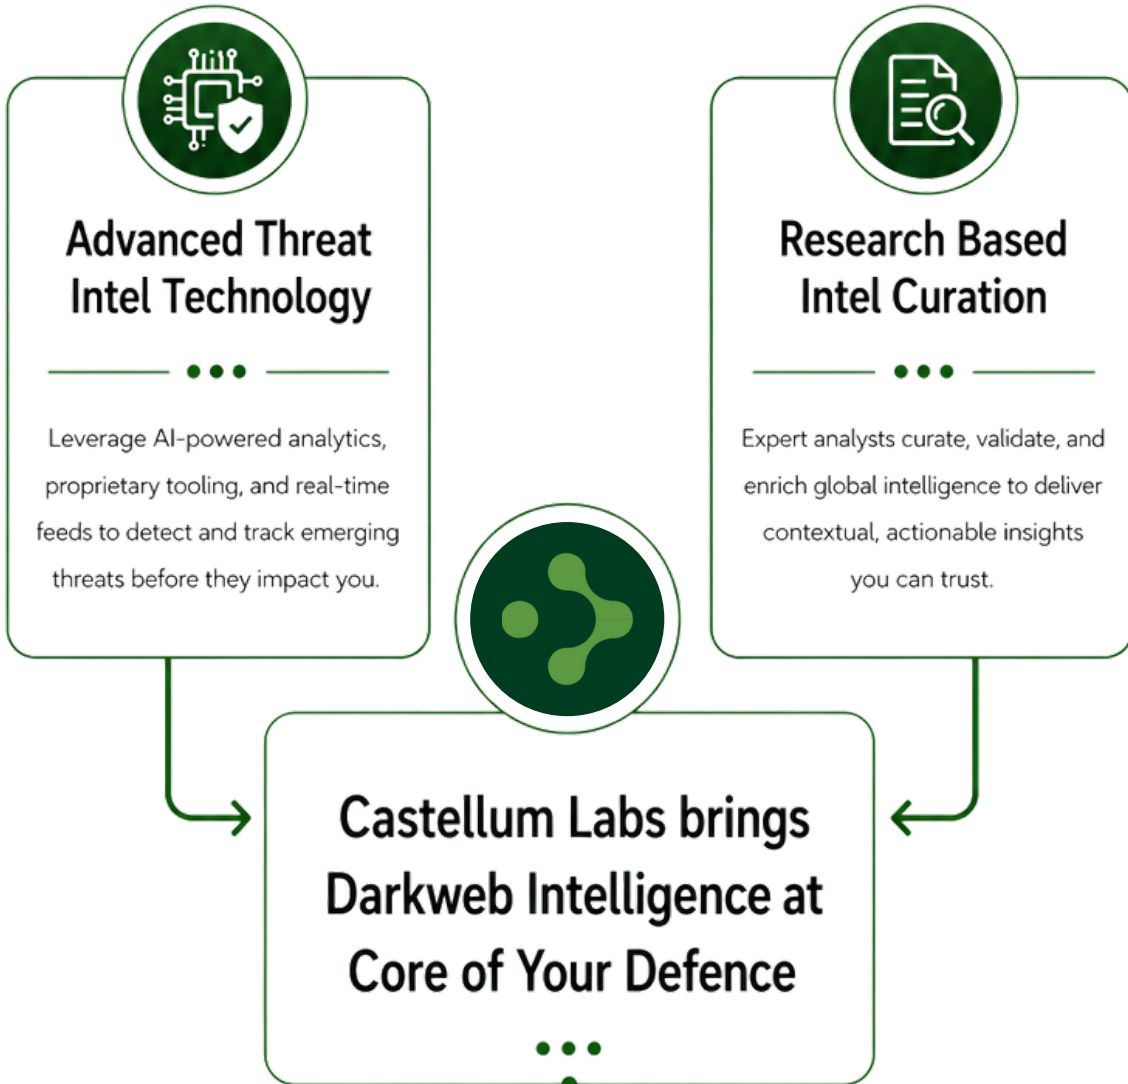 Advanced Threat
Intel Technology
Leverage AI-powered analytics,
proprietary tooling, and real-time
feeds to detect and track emerging
threats before they impact you.
Research Based
Intel Curation
Expert analysts curate, validate, and
enrich global intelligence to deliver
contextual, actionable insights
you can trust.
Castellum Labs brings
Darkweb Intelligence at
Core of Your Defence